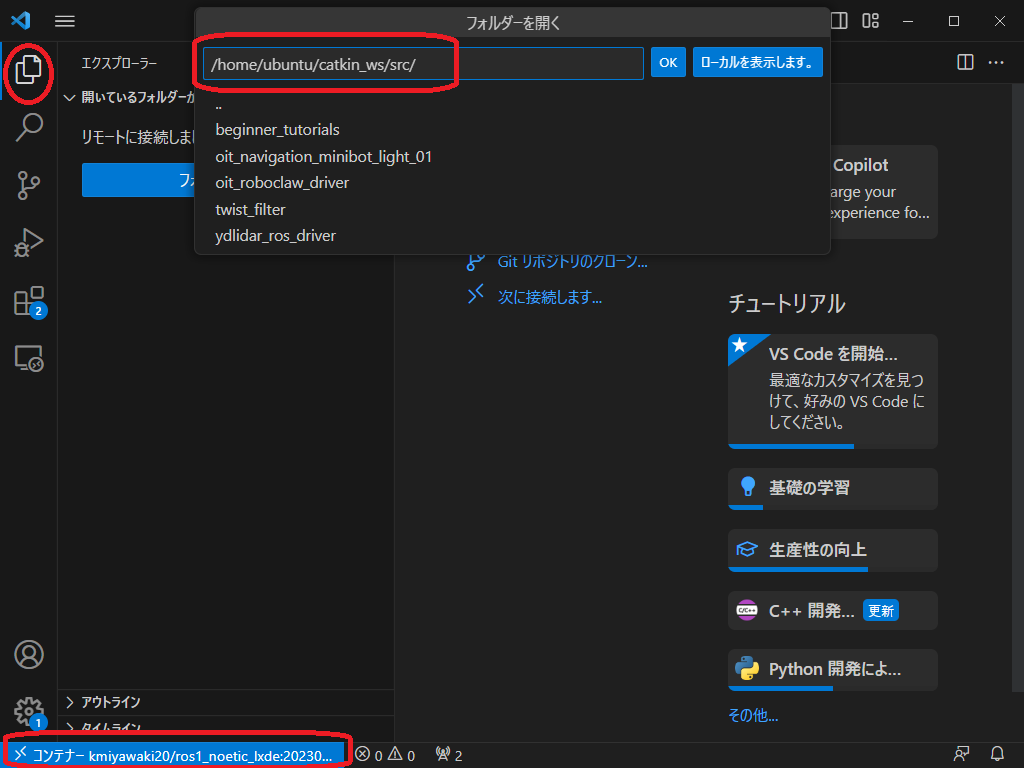 フォルダーを開く
エクスプローラー
/home/ubuntu/catkin_ws/src/
OK
ローカルを表示します。
開いているフォルダーか
..
リモートに接続しまし
beginner_tutorials
oit_navigation_minibot_light_01
フォ
oit_roboclaw_driver
twist_filter
ydlidar_ros_driver
Copilot
arge your
experience fo...
Git リポジトリのクローン...
次に接続します...
2
チュートリアル
VS Code を開始...
最適なカスタマイズを見つ
けて、好みの VS Code に
してください。
基礎の学習
生産性の向上
C/C++
C++ 開発...
更新
Python 開発によ...
その他...
アウトライン
1
タイムライン
コンテナー kmiyawaki20/ros1_noetic_lxde:20230...
0
0
2